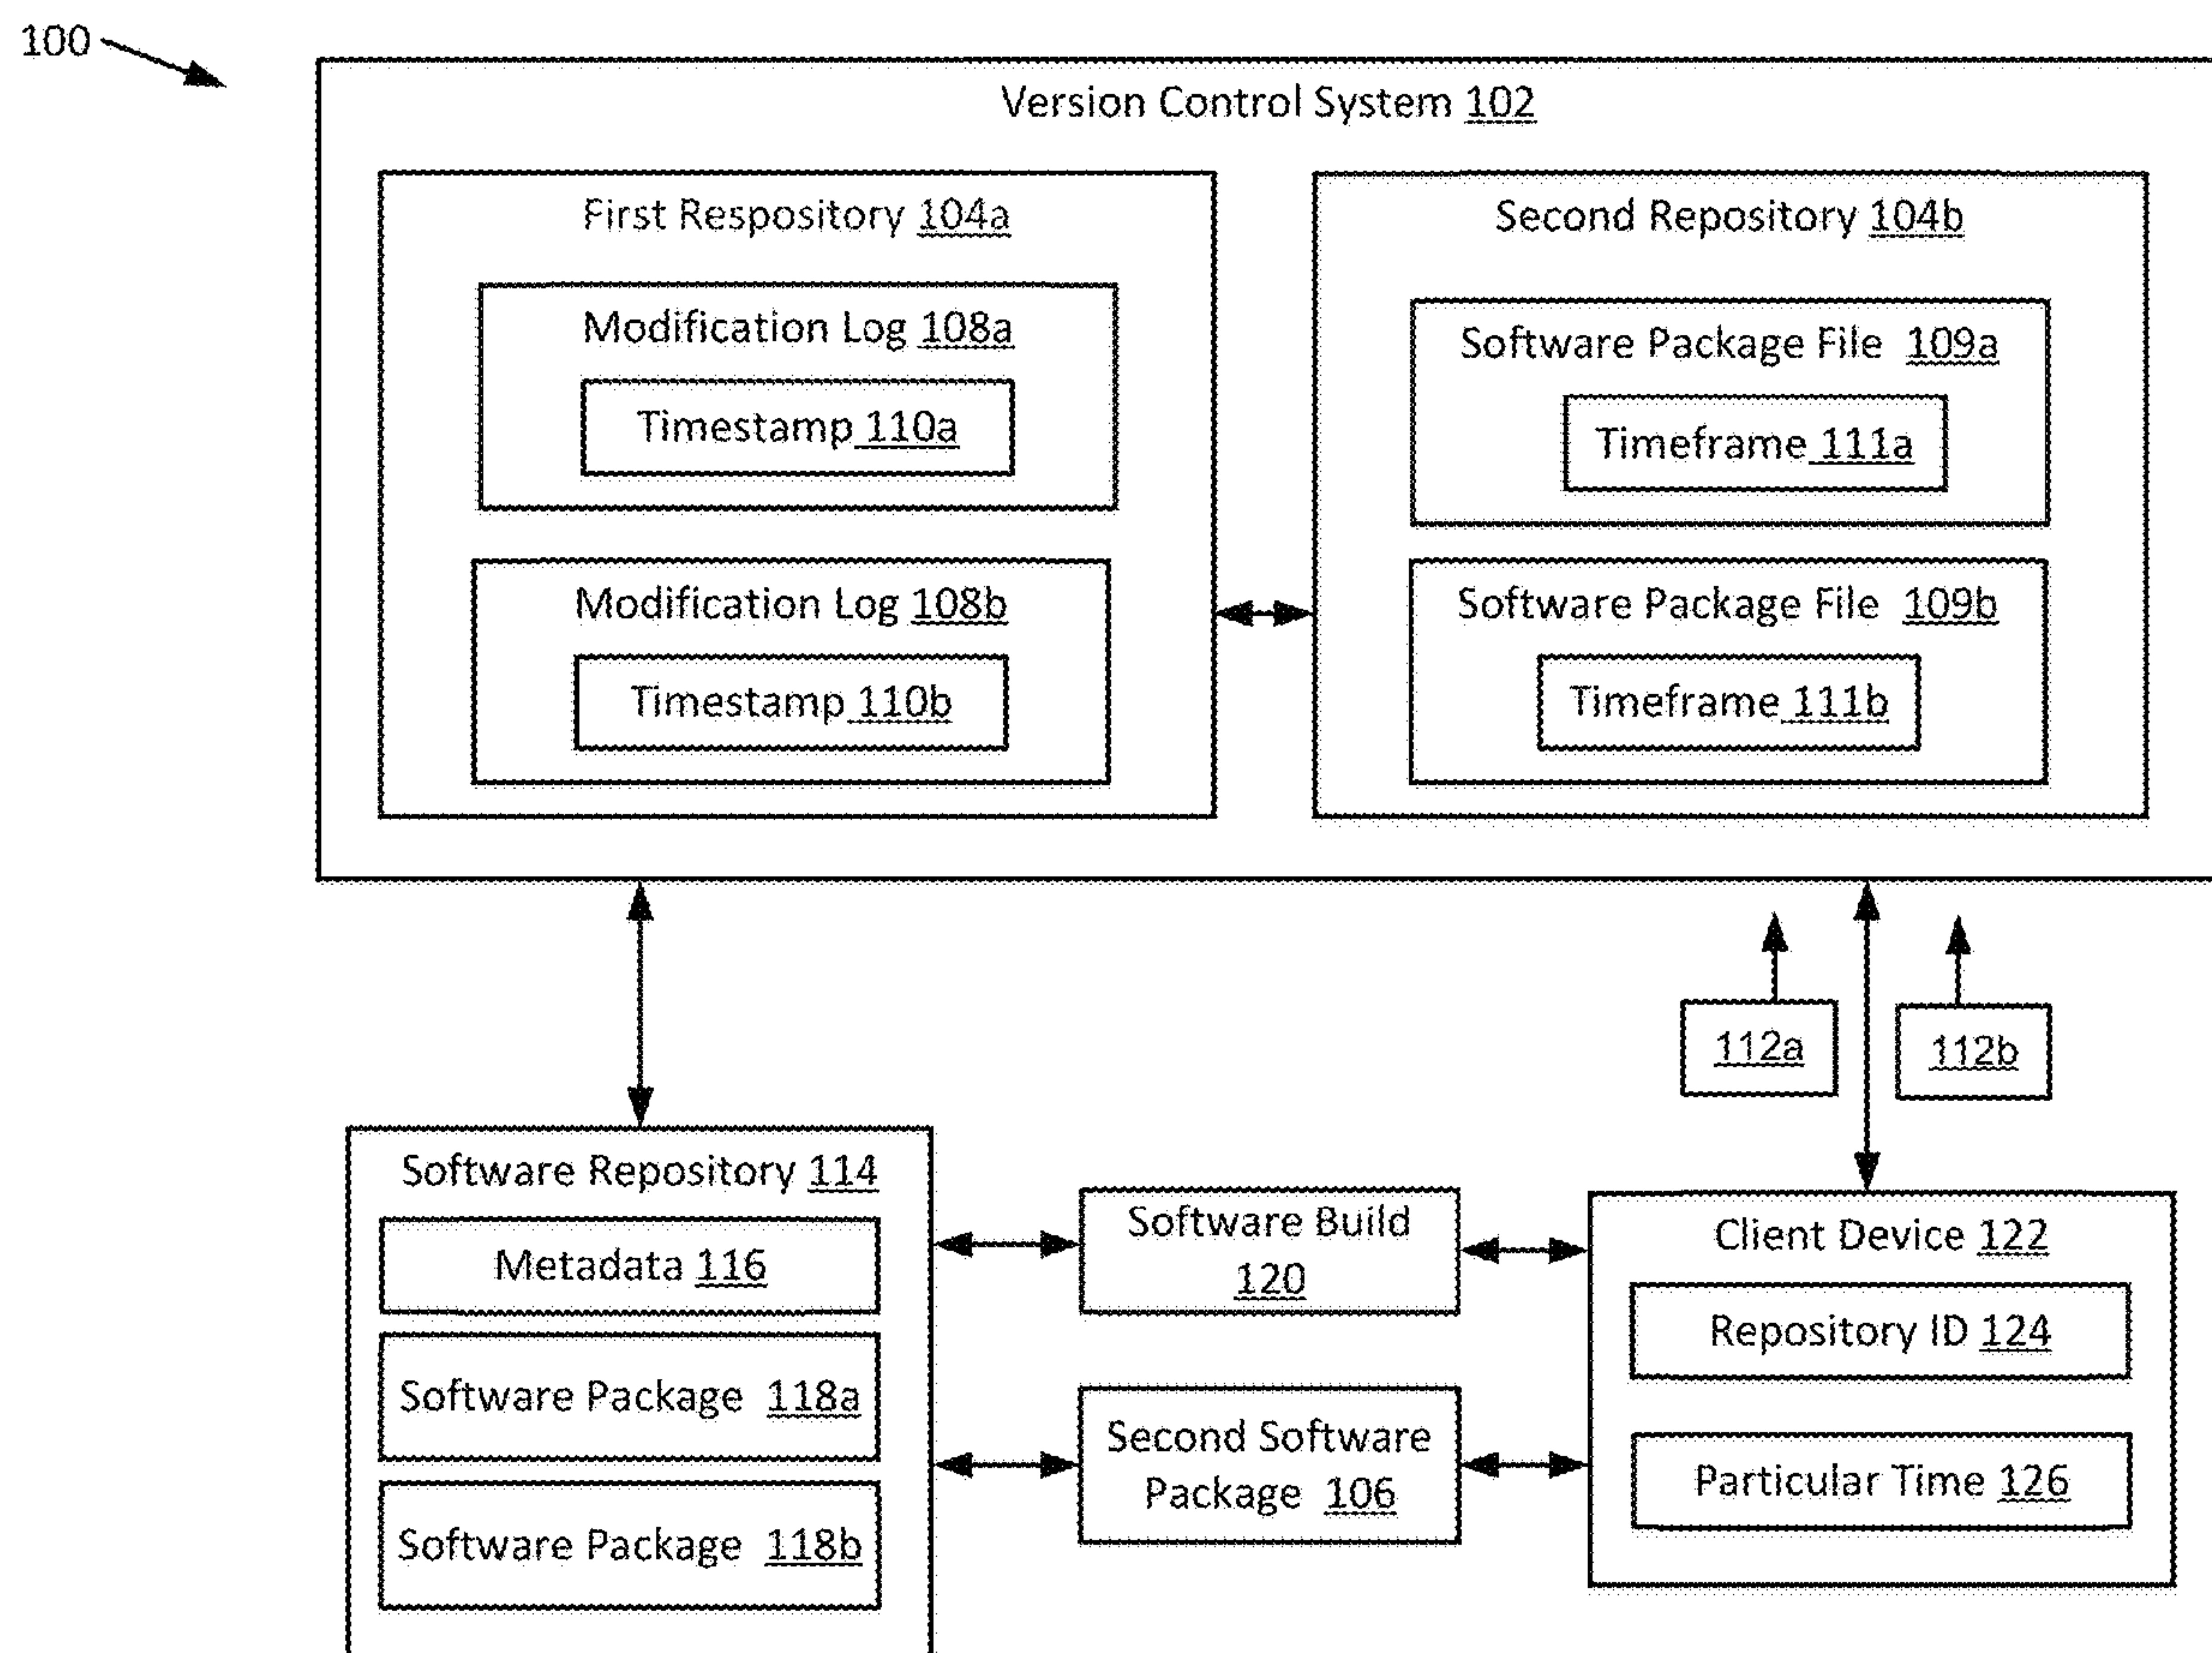 100
Version Control System 102
First Respository 104a
Modification Log 108a
Timestamp 110a
Modification Log 108b
Timestamp 110b
Second Repository 104b
Software Package File 109a
Timeframe 111a
Software Package File 109b
Timeframe 111b
112a
112b
Software Repository 114
Metadata 116
Software Package 118a
Software Package 118b
Software Build
120
Second Software
Package 106
Client Device 122
Repository ID 124
Particular Time 126